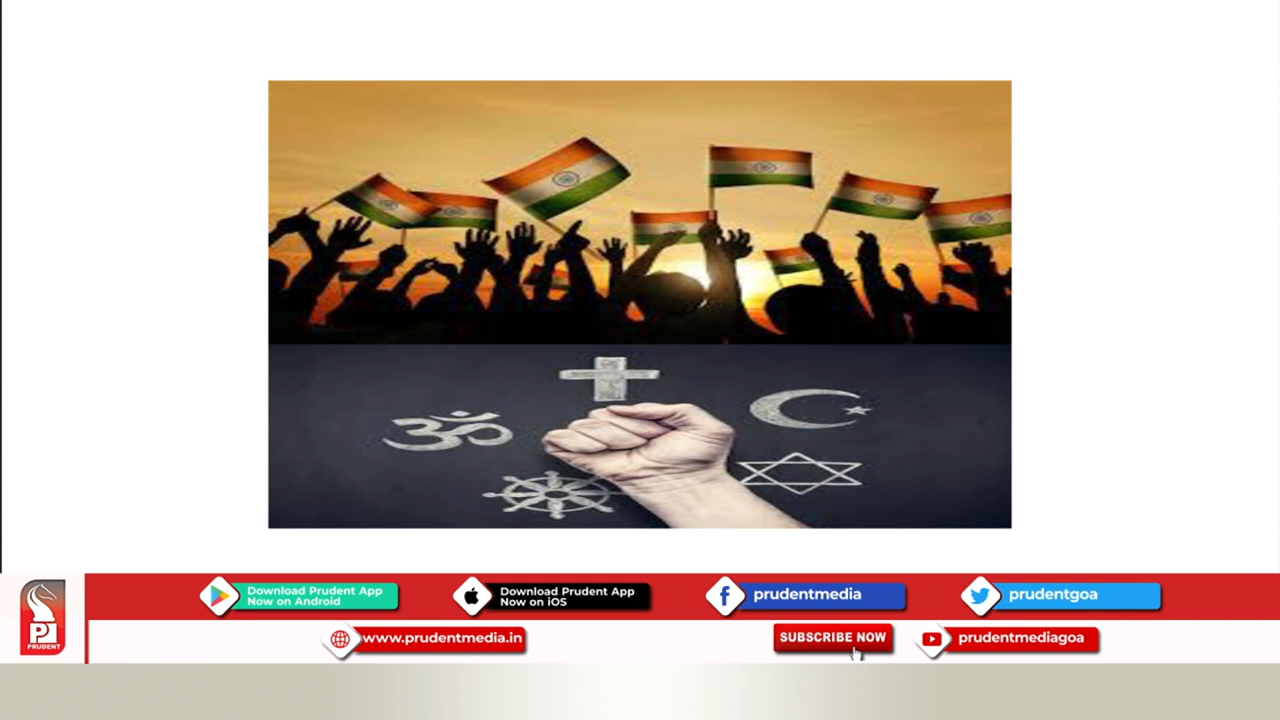 Download Prudent App
Now on Android
Download Prudent App
Now on iOS
prudentmedia
prudentgoa
PRUDENT
www.prudentmedia.in
SUBSCRIBE NOW
prudentmediagoa